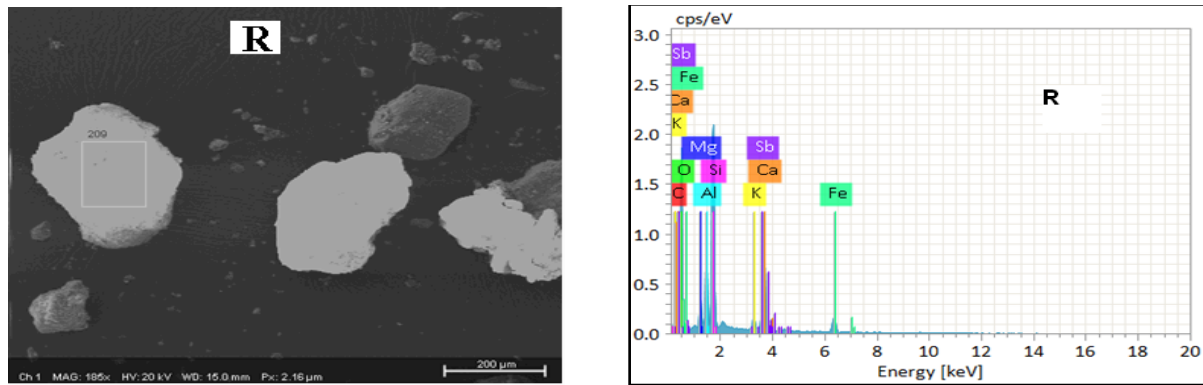 R
209
200 µm
Ch 1 MAG: 185x HV: 20 kV WD: 15.0 mm Px: 2.16 µm
cps/eV
3.0
2.5
2.0
1.5
1.0
0.5
0.0
Sb
Fe
Ca
K
Mg
Sb
O
Si
Ca
C
Al
K
Fe
R
2 4 6 8 10 12 14 16 18 20
Energy [keV]